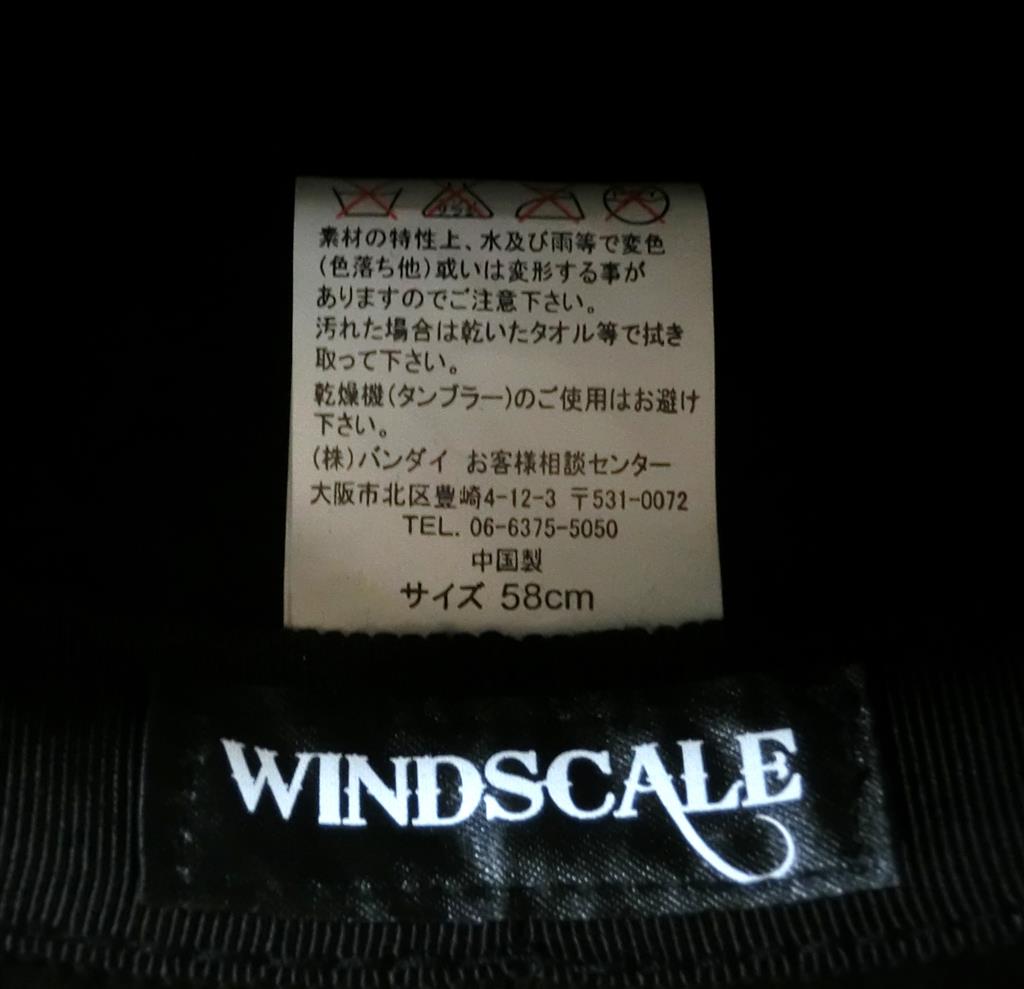 素材の特性上、水及び雨等で変色
(色落ち他)或いは変形する事が
ありますのでご注意下さい。
汚れた場合は乾いたタオル等で拭き
取って下さい。
乾燥機(タンブラー)のご使用はお避け
下さい。
(株)バンダイ お客様相談センター
大阪市北区豊崎4-12-3 〒531-0072
TEL. 06-6375-5050
中国製
サイズ 58cm
WINDSCALE